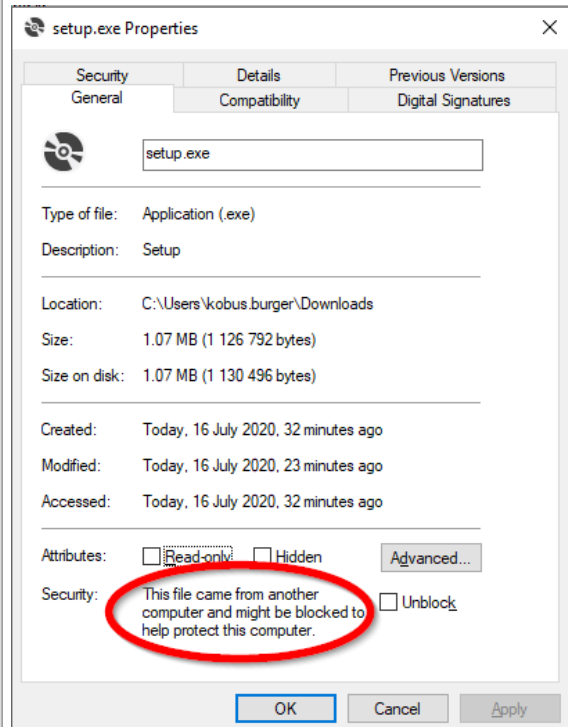 setup.exe Properties
Security Details Previous Versions
General Compatibility Digital Signatures
setup.exe
Type of file: Application (.exe)
Description: Setup
Location: C:\Users\kobus.burger\Downloads
Size: 1.07 MB (1 126 792 bytes)
Size on disk: 1.07 MB (1 130 496 bytes)
Created: Today, 16 July 2020, 32 minutes ago
Modified: Today, 16 July 2020, 23 minutes ago
Accessed: Today, 16 July 2020, 32 minutes ago
Attributes: Read-only Hidden Advanced...
Security: This file came from another
computer and might be blocked to
help protect this computer.
Unblock
OK Cancel Apply